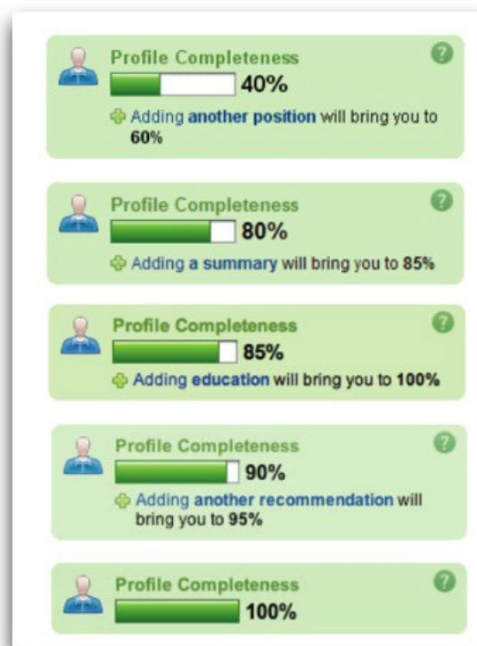 Profile Completeness ?
40%
Adding another position will bring you to
60%
Profile Completeness ?
80%
Adding a summary will bring you to 85%
Profile Completeness ?
85%
Adding education will bring you to 100%
Profile Completeness ?
90%
Adding another recommendation will
bring you to 95%
Profile Completeness ?
100%